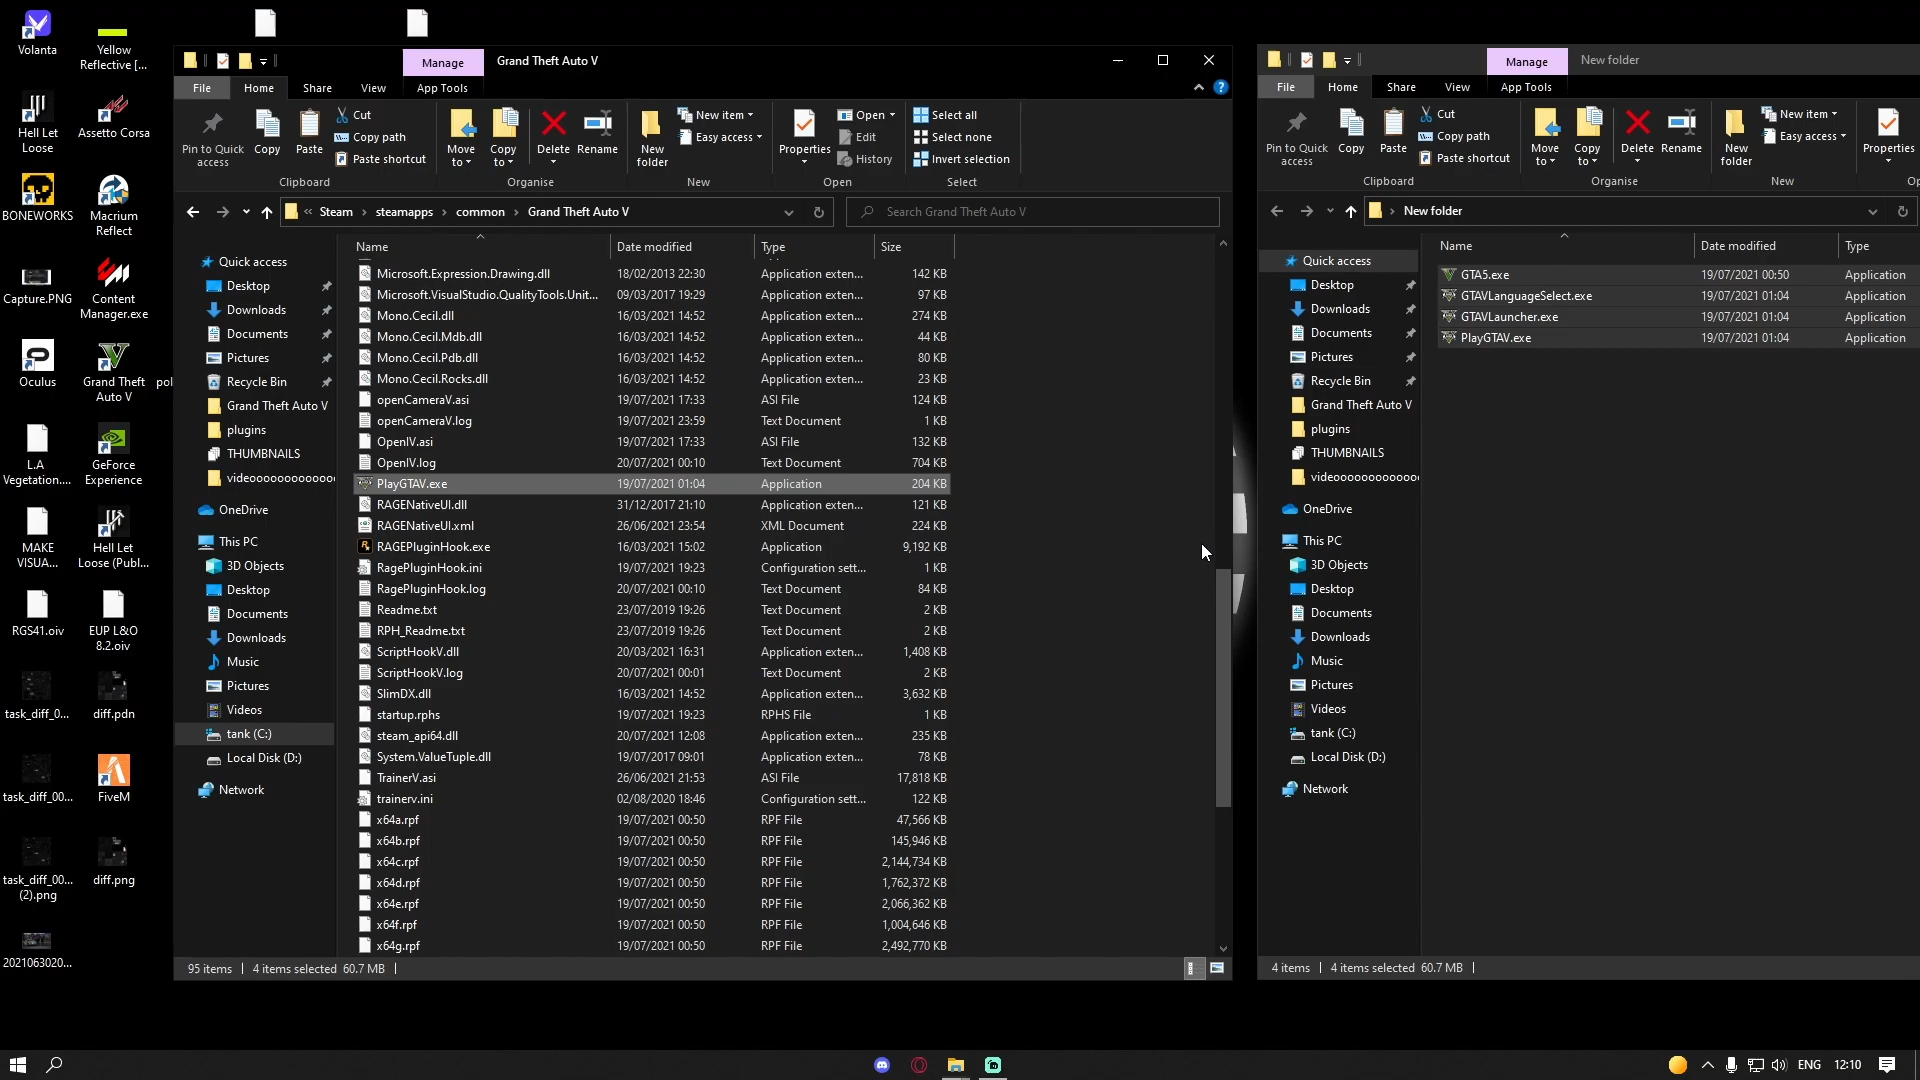 Volanta
Yellow
Reflective [...
Hell Let
Loose
Assetto Corsa
BONEWORKS
Macrium
Reflect
Capture.PNG
Content
Manager.exe
Oculus
Grand Theft
Auto V
pol
L.A
Vegetation....
GeForce
Experience
MAKE
VISUA...
Hell Let
Loose (Publ...
RGS41.oiv
EUP L&O
8.2.oiv
task_diff_0...
diff.pdn
task_diff_00...
FiveM
task_diff_00...
(2).png
diff.png
2021063020...
Manage
Grand Theft Auto V
File
Home
Share
View
App Tools
Pin to Quick
access
Copy
Paste
Cut
Copy path
Paste shortcut
Clipboard
Move
to
Copy
to
Delete
Rename
Organise
New
folder
New item
Easy access
New
Properties
Open
Edit
History
Open
Select all
Select none
Invert selection
Select
« Steam > steamapps > common > Grand Theft Auto V
Search Grand Theft Auto V
Quick access
Desktop
Downloads
Documents
Pictures
Recycle Bin
Grand Theft Auto V
plugins
THUMBNAILS
videooooooooooooo
OneDrive
This PC
3D Objects
Desktop
Documents
Downloads
Music
Pictures
Videos
tank (C:)
Local Disk (D:)
Network
Name Date modified Type Size
Microsoft.Expression.Drawing.dll 18/02/2013 22:30 Application exten... 142 KB
Microsoft.VisualStudio.QualityTools.Unit... 09/03/2017 19:29 Application exten... 97 KB
Mono.Cecil.dll 16/03/2021 14:52 Application exten... 274 KB
Mono.Cecil.Mdb.dll 16/03/2021 14:52 Application exten... 44 KB
Mono.Cecil.Pdb.dll 16/03/2021 14:52 Application exten... 80 KB
Mono.Cecil.Rocks.dll 16/03/2021 14:52 Application exten... 23 KB
openCameraV.asi 19/07/2021 17:33 ASI File 124 KB
openCameraV.log 19/07/2021 23:59 Text Document 1 KB
OpenIV.asi 19/07/2021 17:33 ASI File 132 KB
OpenIV.log 20/07/2021 00:10 Text Document 704 KB
PlayGTAV.exe 19/07/2021 01:04 Application 204 KB
RAGENativeUI.dll 31/12/2017 21:10 Application exten... 121 KB
RAGENativeUI.xml 26/06/2021 23:54 XML Document 224 KB
RAGEPluginHook.exe 16/03/2021 15:02 Application 9,192 KB
RagePluginHook.ini 19/07/2021 19:23 Configuration sett... 1 KB
RagePluginHook.log 20/07/2021 00:10 Text Document 84 KB
Readme.txt 23/07/2019 19:26 Text Document 2 KB
RPH_Readme.txt 23/07/2019 19:26 Text Document 2 KB
ScriptHookV.dll 20/03/2021 16:31 Application exten... 1,408 KB
ScriptHookV.log 20/07/2021 00:01 Text Document 2 KB
SlimDX.dll 16/03/2021 14:52 Application exten... 3,632 KB
startup.rphs 19/07/2021 19:23 RPHS File 1 KB
steam_api64.dll 20/07/2021 12:08 Application exten... 235 KB
System.ValueTuple.dll 19/07/2017 09:01 Application exten... 78 KB
TrainerV.asi 26/06/2021 21:53 ASI File 17,818 KB
trainerv.ini 02/08/2020 18:46 Configuration sett... 122 KB
x64a.rpf 19/07/2021 00:50 RPF File 47,566 KB
x64b.rpf 19/07/2021 00:50 RPF File 145,946 KB
x64c.rpf 19/07/2021 00:50 RPF File 2,144,734 KB
x64d.rpf 19/07/2021 00:50 RPF File 1,762,372 KB
x64e.rpf 19/07/2021 00:50 RPF File 2,066,362 KB
x64f.rpf 19/07/2021 00:50 RPF File 1,004,646 KB
x64g.rpf 19/07/2021 00:50 RPF File 2,492,770 KB
95 items 4 items selected 60.7 MB
Manage
New folder
File
Home
Share
View
App Tools
Pin to Quick
access
Copy
Paste
Cut
Copy path
Paste shortcut
Clipboard
Move
to
Copy
to
Delete
Rename
Organise
New
folder
New item
Easy access
New
Properties
Op
> New folder
Quick access
Desktop
Downloads
Documents
Pictures
Recycle Bin
Grand Theft Auto V
plugins
THUMBNAILS
videooooooooooooo
OneDrive
This PC
3D Objects
Desktop
Documents
Downloads
Music
Pictures
Videos
tank (C:)
Local Disk (D:)
Network
Name Date modified Type
GTA5.exe 19/07/2021 00:50 Application
GTAVLanguageSelect.exe 19/07/2021 01:04 Application
GTAVLauncher.exe 19/07/2021 01:04 Application
PlayGTAV.exe 19/07/2021 01:04 Application
4 items 4 items selected 60.7 MB
ENG
12:10